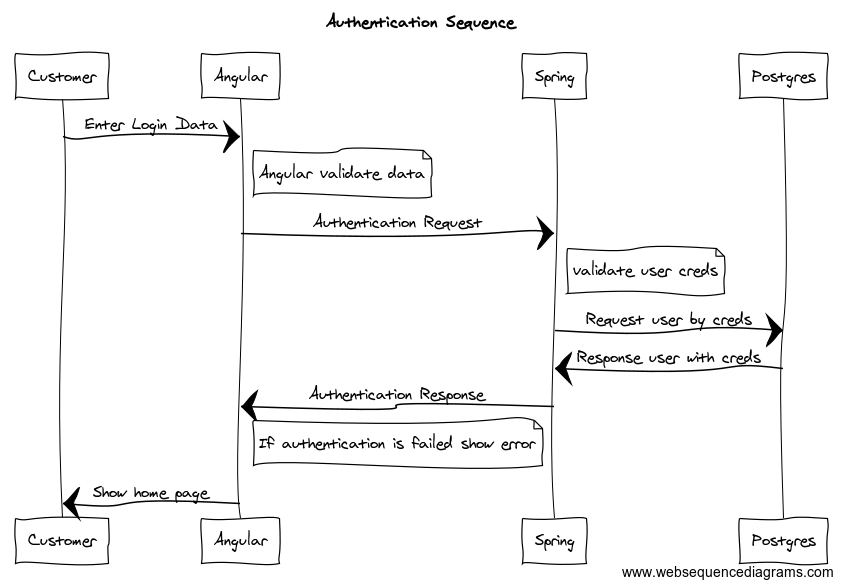 Authentication Sequence
Customer Angular Spring Postgres
Enter Login Data
Angular validate data
Authentication Request
validate user creds
Request user by creds
Response user with creds
Authentication Response
If authentication is failed show error
Show home page
Customer Angular Spring Postgres
www.websequencediagrams.com